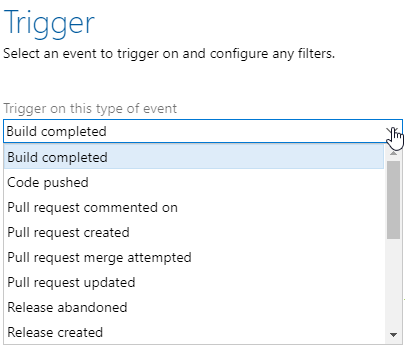 Trigger
Select an event to trigger on and configure any filters.
Trigger on this type of event
Build completed
Build completed
Code pushed
Pull request commented on
Pull request created
Pull request merge attempted
Pull request updated
Release abandoned
Release created